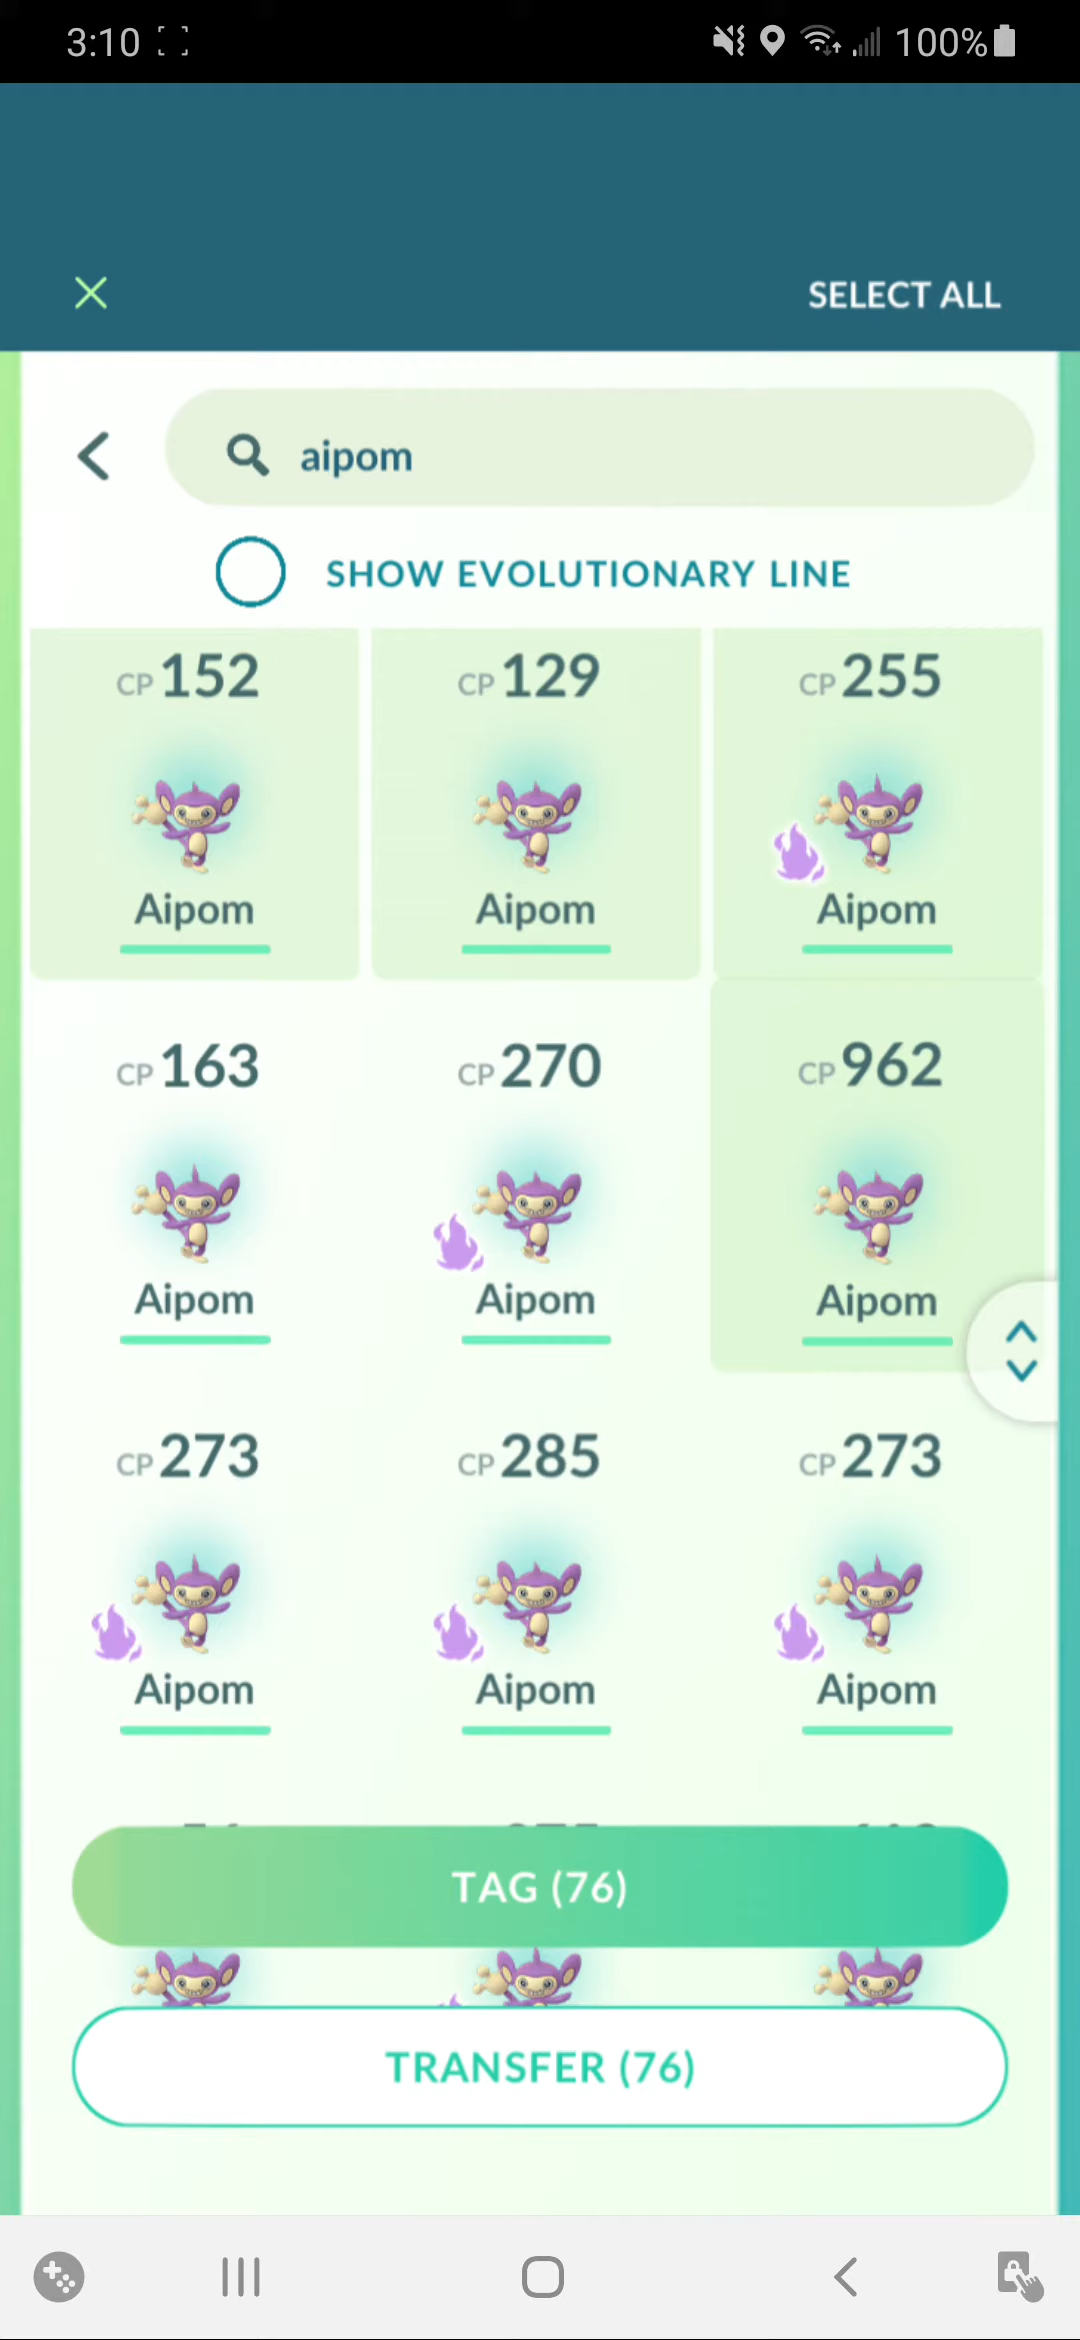 3:10 100%
SELECT ALL
aipom
SHOW EVOLUTIONARY LINE
CP 152 CP 129 CP 255
Aipom Aipom Aipom
CP 163 CP 270 CP 962
Aipom Aipom Aipom
CP 273 CP 285 CP 273
Aipom Aipom Aipom
TAG (76)
TRANSFER (76)